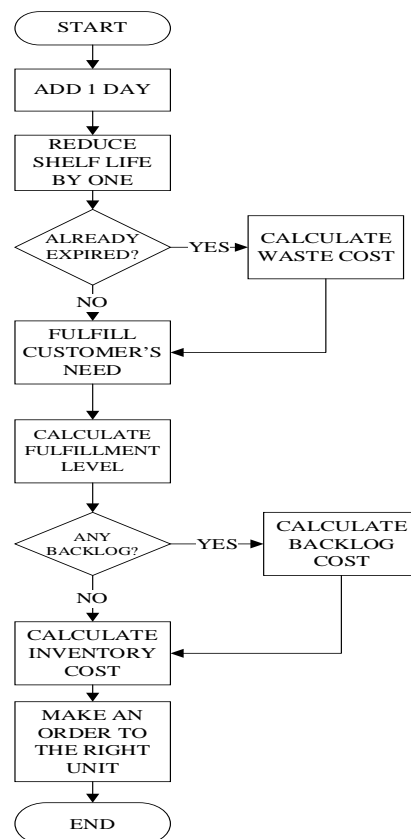 START
ADD 1 DAY
REDUCE
SHELF LIFE
BY ONE
ALREADY
EXPIRED?
YES
CALCULATE
WASTE COST
NO
FULFILL
CUSTOMER'S
NEED
CALCULATE
FULFILLMENT
LEVEL
ANY
BACKLOG?
YES
CALCULATE
BACKLOG
COST
NO
CALCULATE
INVENTORY
COST
MAKE AN
ORDER TO
THE RIGHT
UNIT
END